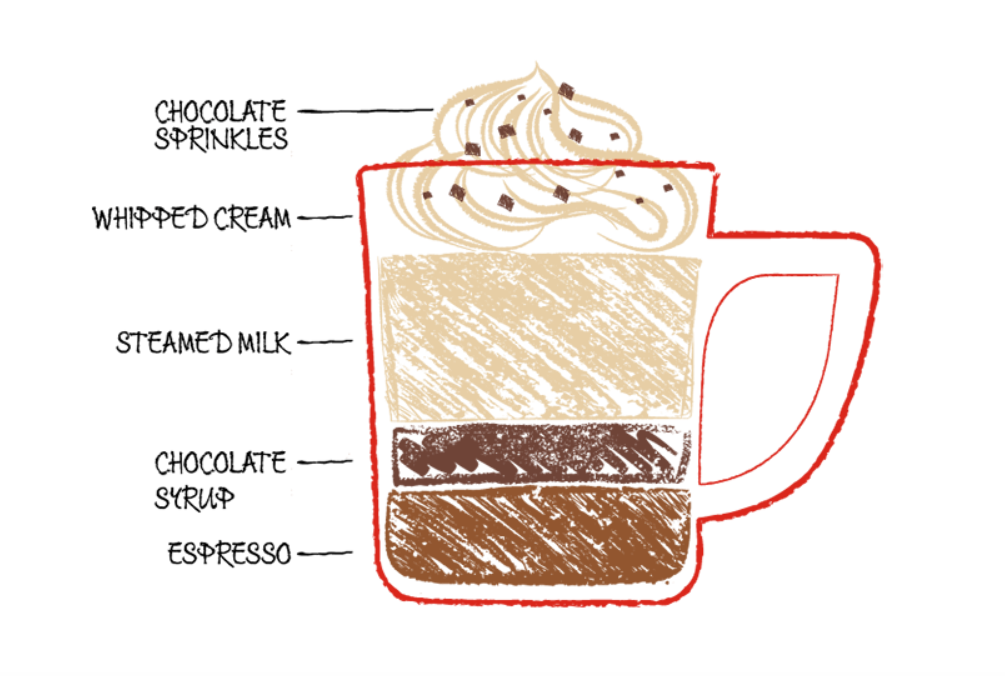 CHOCOLATE
SPRINKLES
WHIPPED CREAM
STEAMED MILK
CHOCOLATE
SYRUP
ESPRESSO